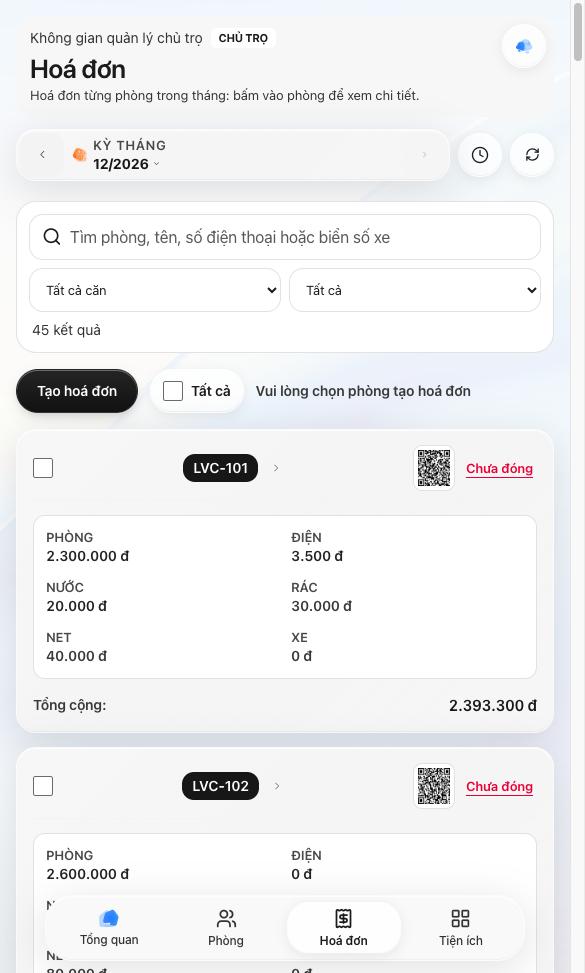 Không gian quản lý chủ trọ CHỦ TRỌ
Hoá đơn
Hoá đơn từng phòng trong tháng: bấm vào phòng để xem chi tiết.
KỲ THÁNG
12/2026
Tìm phòng, tên, số điện thoại hoặc biển số xe
Tất cả căn Tất cả
45 kết quả
Tạo hoá đơn Tất cả Vui lòng chọn phòng tạo hoá đơn
LVC-101 Chưa đóng
PHÒNG ĐIỆN
2.300.000 đ 3.500 đ
NƯỚC RÁC
20.000 đ 30.000 đ
NET XE
40.000 đ 0 đ
Tổng cộng: 2.393.300 đ
LVC-102 Chưa đóng
PHÒNG ĐIỆN
2.600.000 đ 0 đ
Tổng quan Phòng Hoá đơn Tiện ích